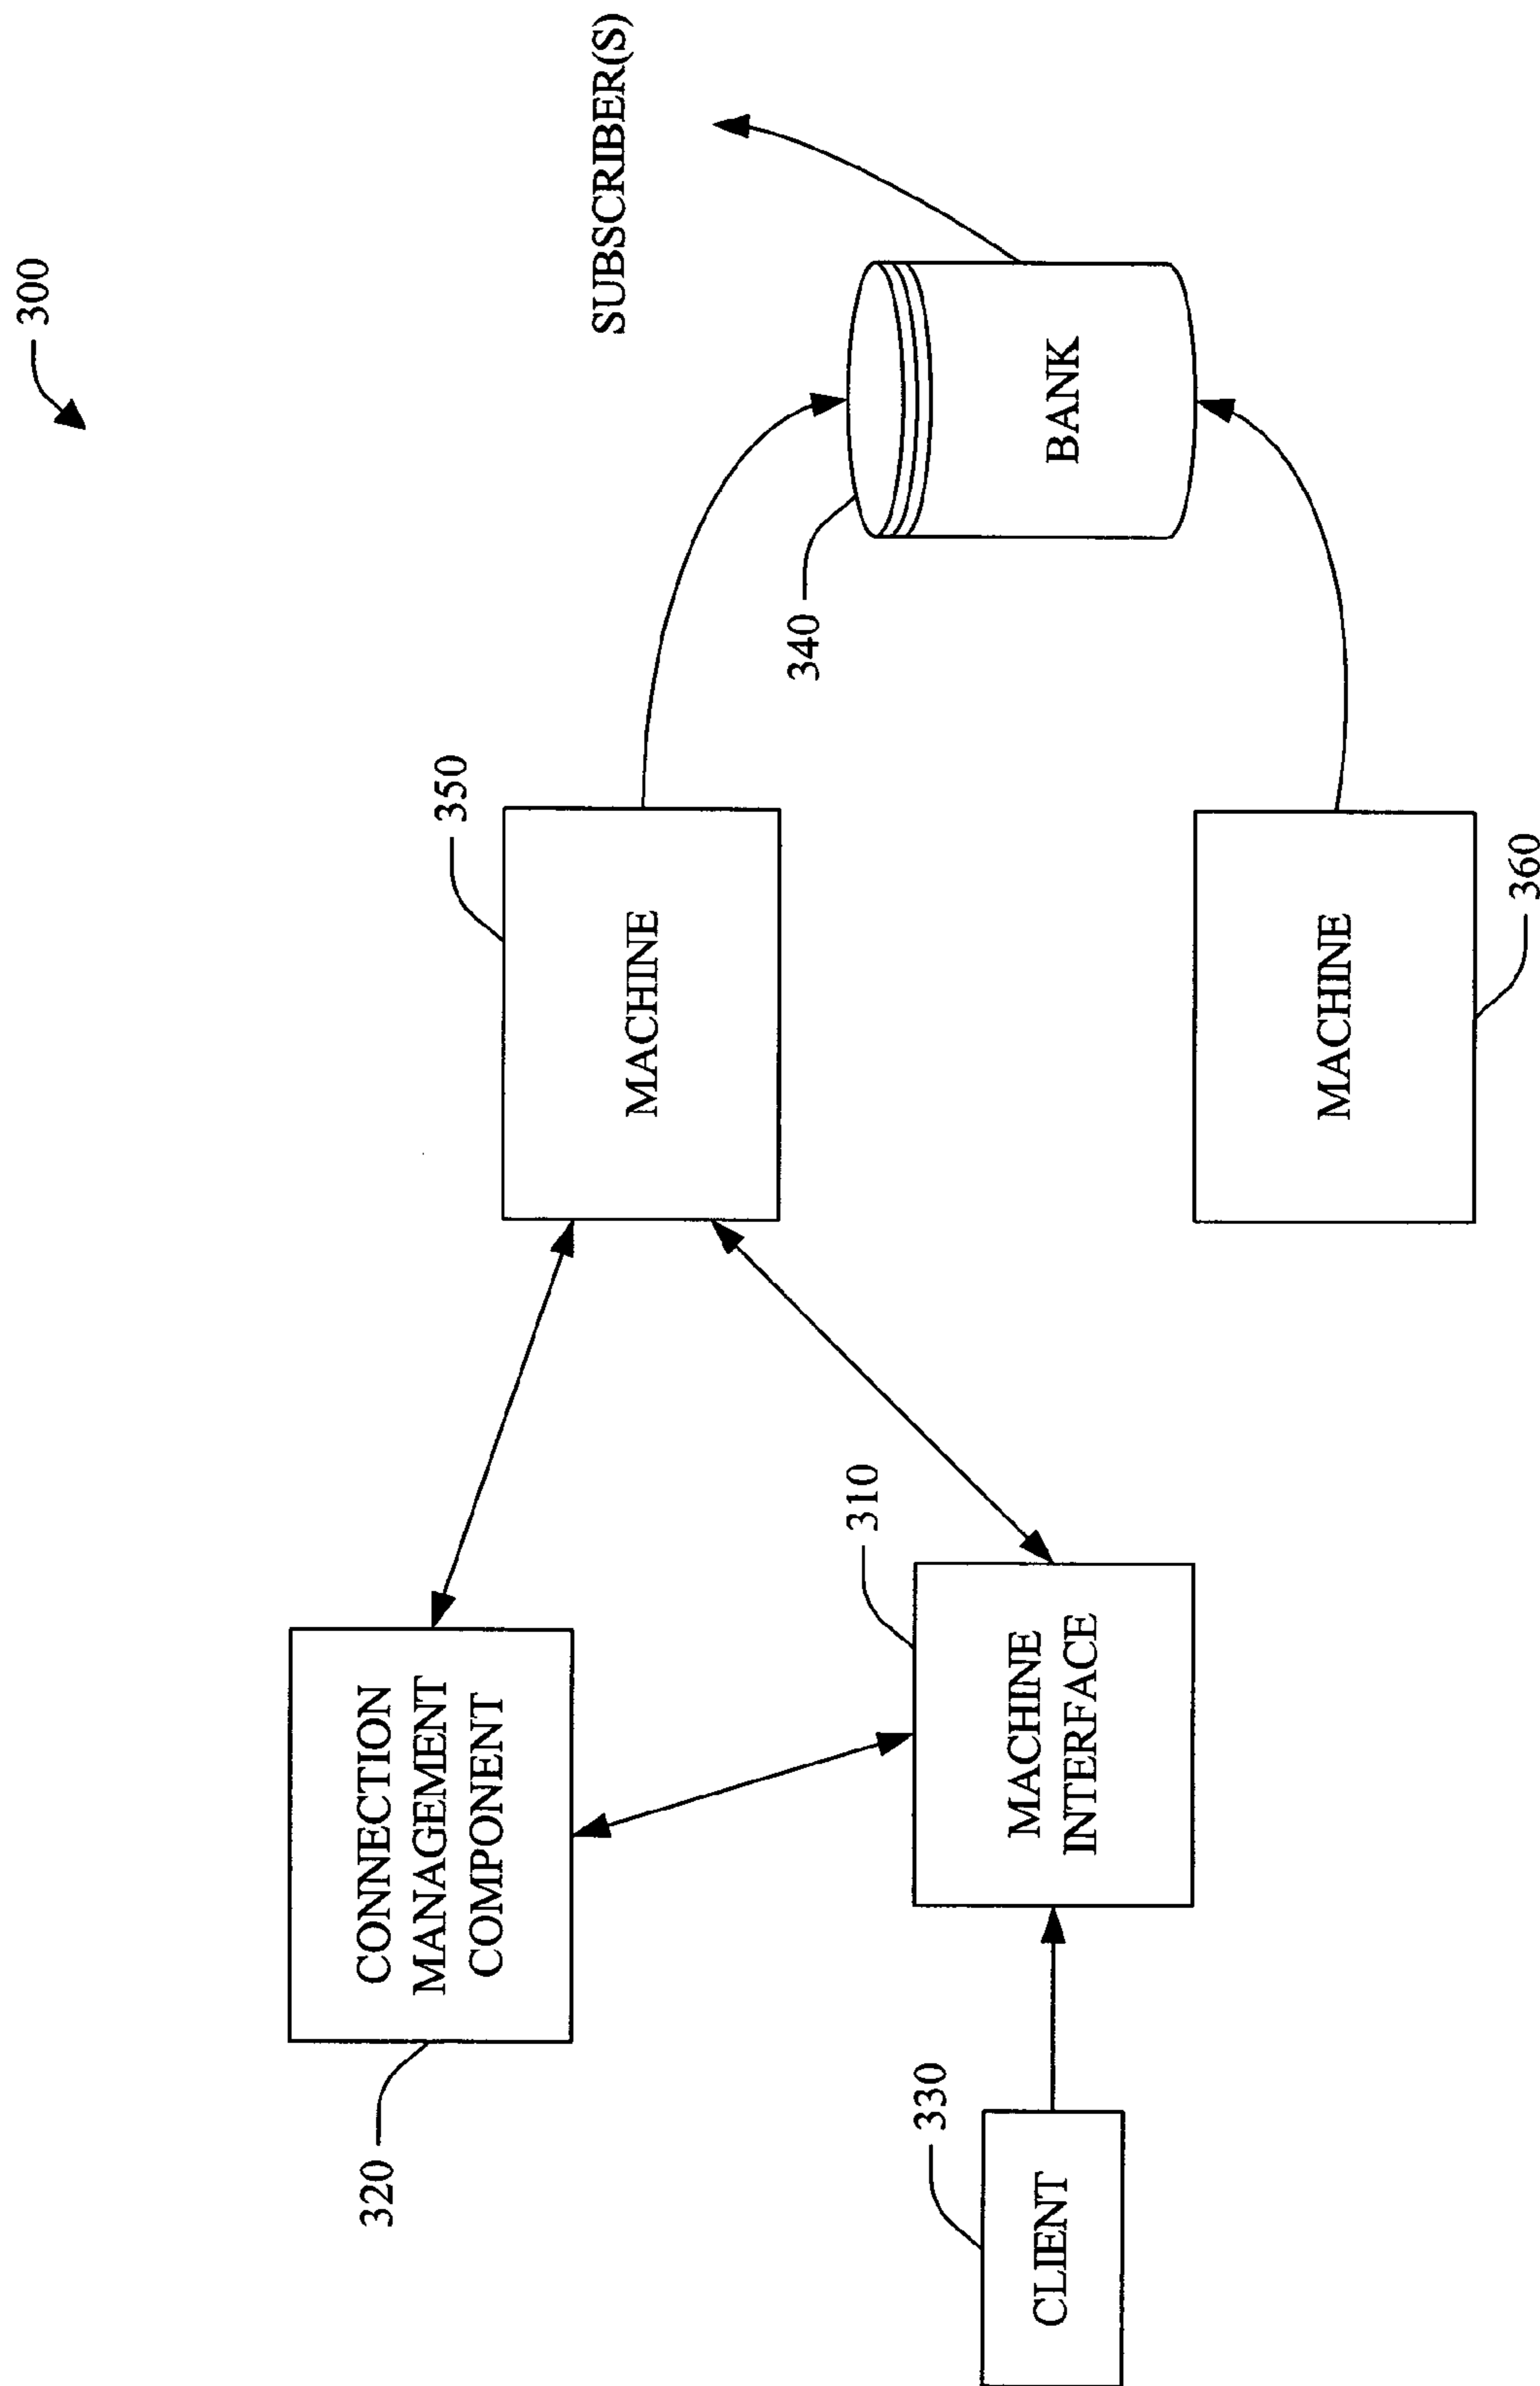 300
SUBSCRIBER(S)
320
CONNECTION
MANAGEMENT
COMPONENT
350
MACHINE
340
BANK
330
CLIENT
310
MACHINE
INTERFACE
MACHINE
360